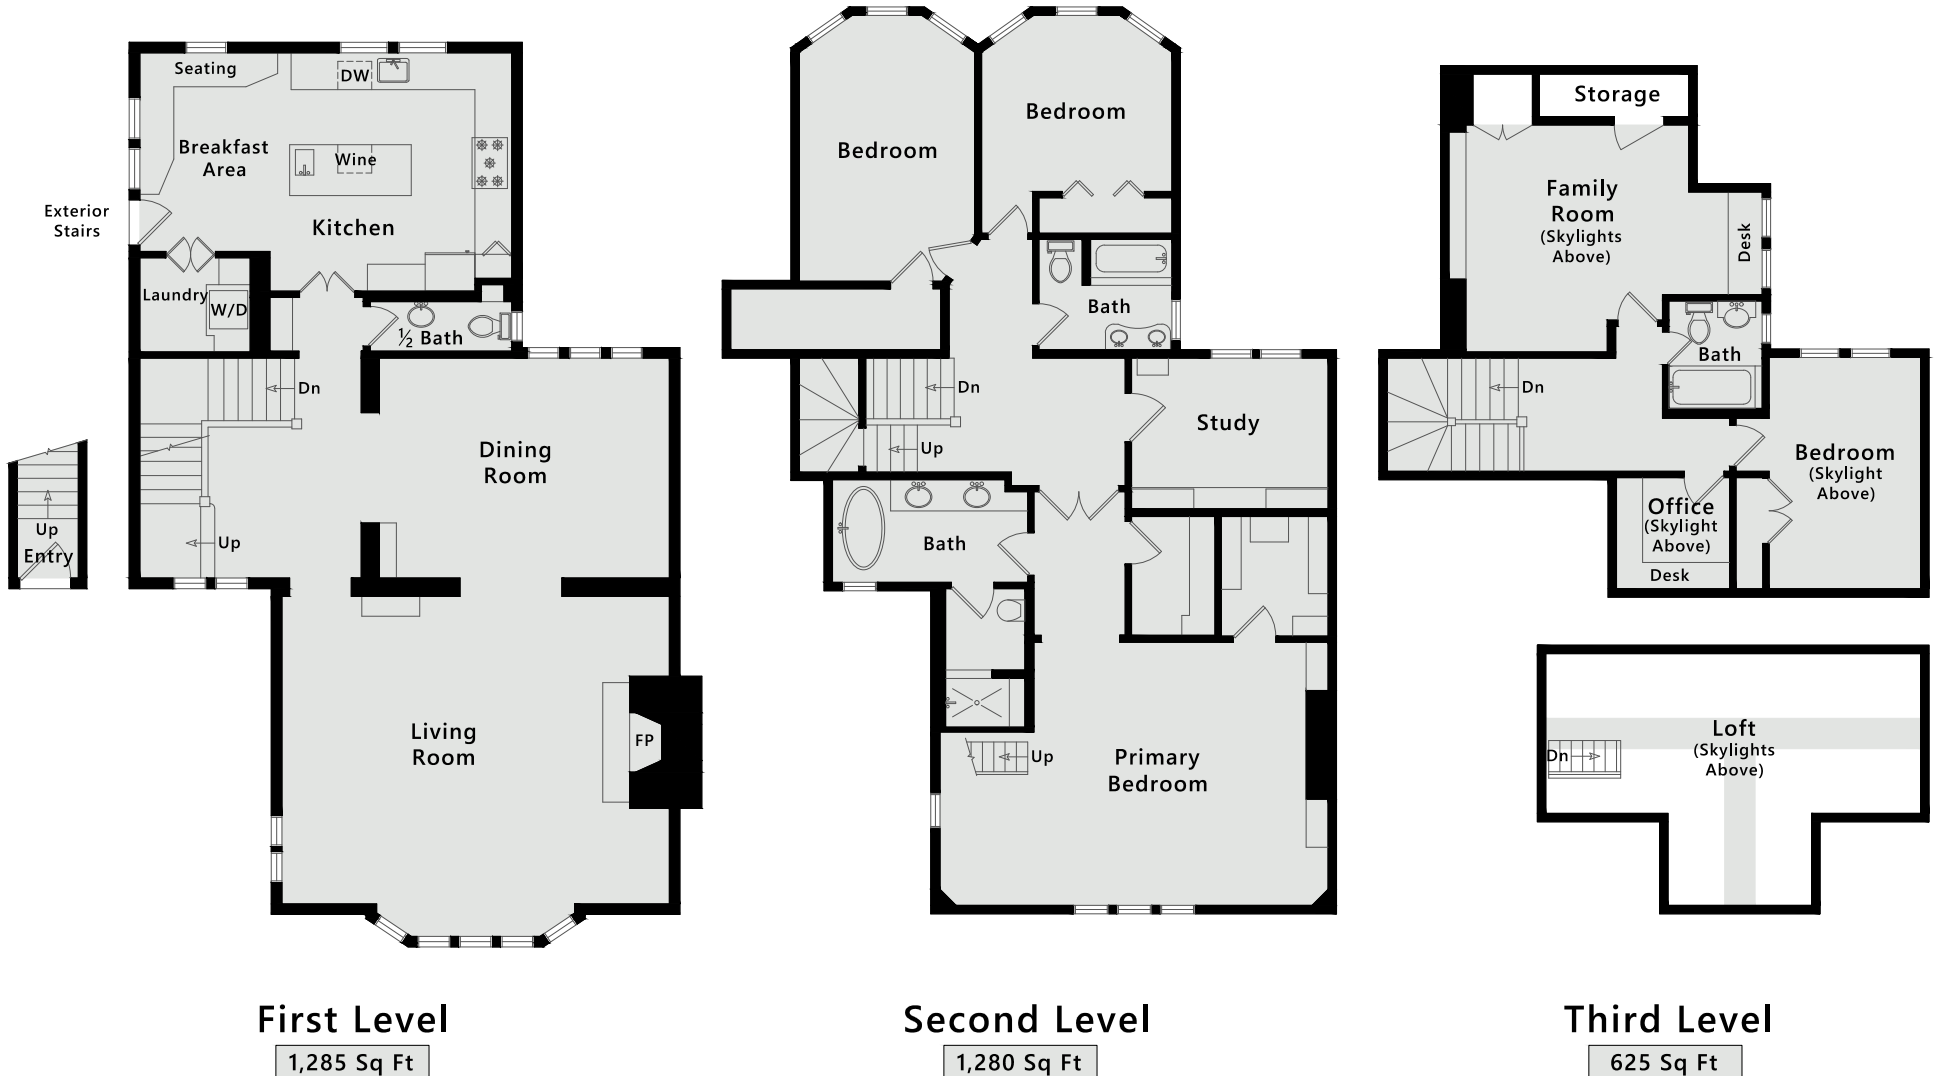 Seating
DW
Breakfast
Area
Wine
Exterior
Stairs
Kitchen
Laundry
W/D
½ Bath
Dn
Dining
Room
Up
Entry
Up
Living
Room
FP
First Level
1,285 Sq Ft
Bedroom
Bedroom
Bath
Dn
Up
Study
Bath
Up
Primary
Bedroom
Second Level
1,280 Sq Ft
Storage
Family
Room
(Skylights
Above)
Desk
Bath
Dn
Bedroom
(Skylight
Above)
Office
(Skylight
Above)
Desk
Loft
(Skylights
Above)
Dn
Third Level
625 Sq Ft